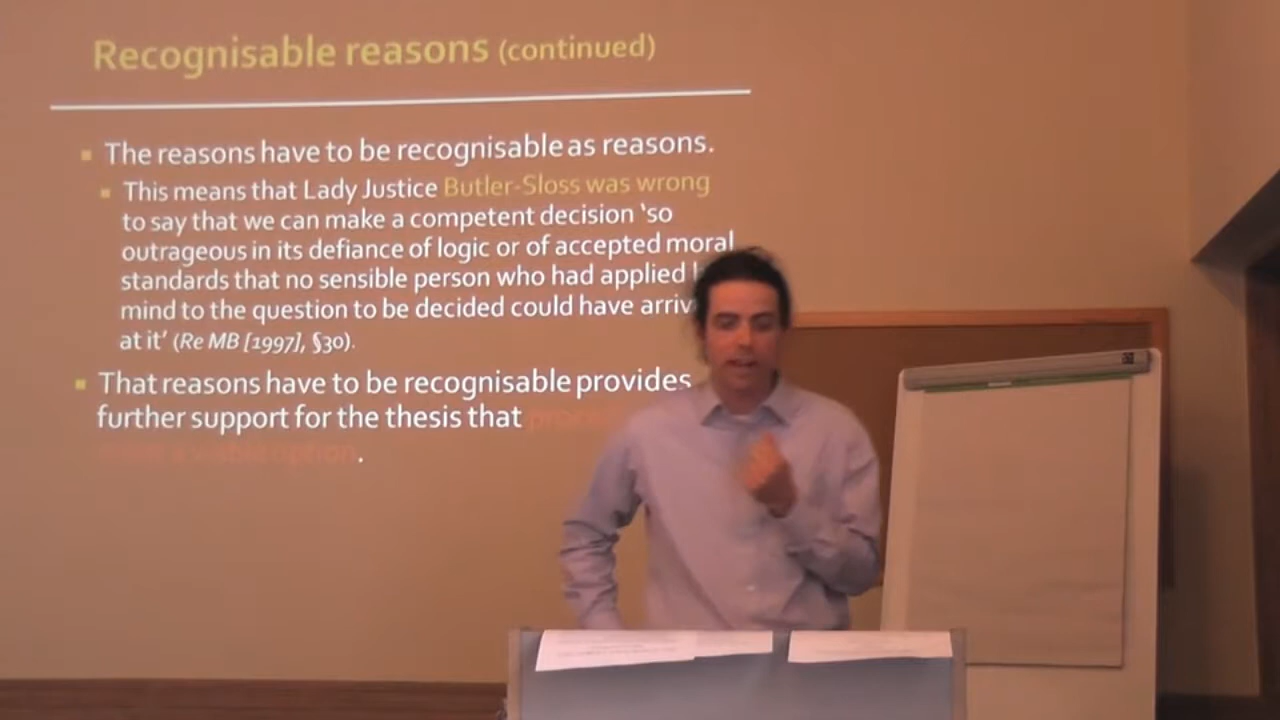 Recognisable reasons (continued)
The reasons have to be recognisable as reasons.
This means that Lady Justice Butler-Sloss was wrong
to say that we can make a competent decision ‘so
outrageous in its defiance of logic or of accepted moral
standards that no sensible person who had applied
mind to the question to be decided could have arriv
at it’ (Re MB [1997], §30).
That reasons have to be recognisable provides
further support for the thesis that
.